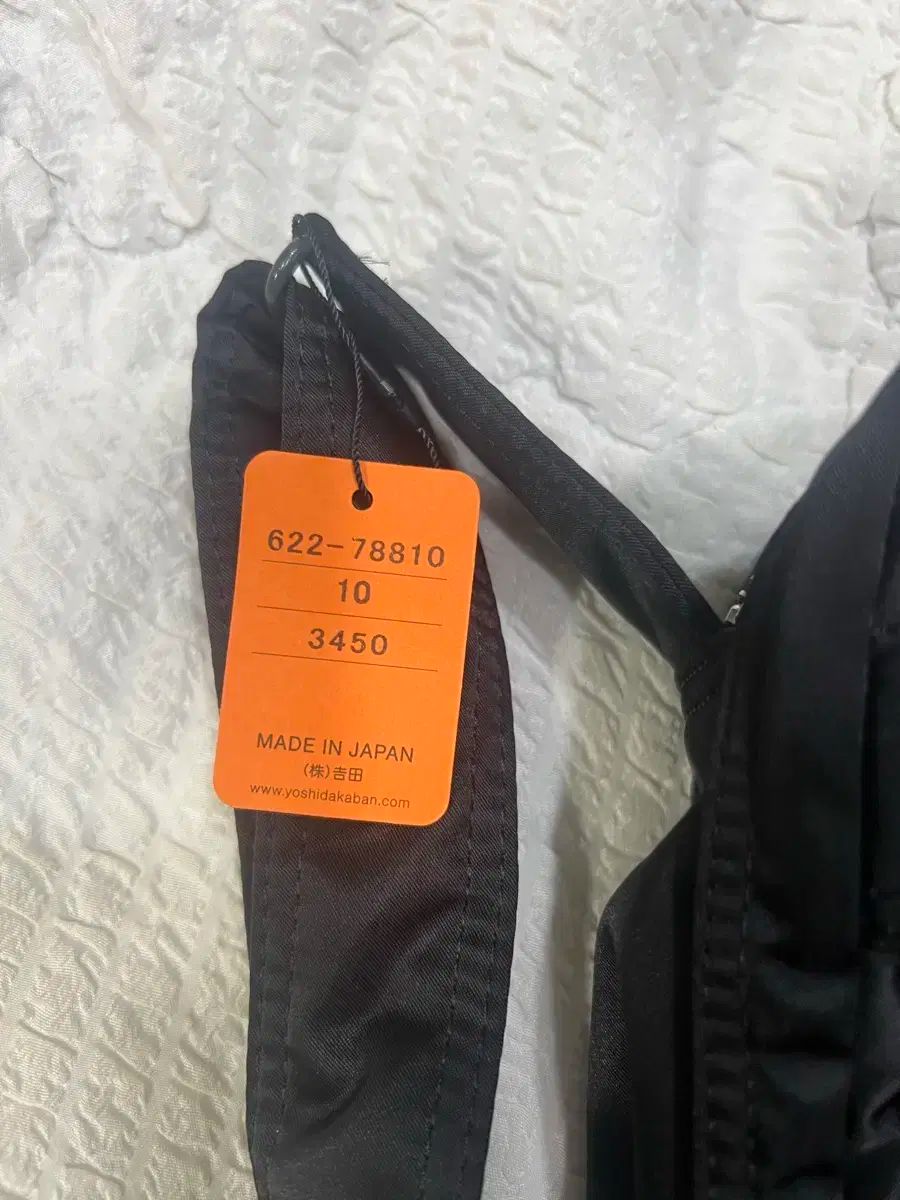 622-78810
10
3450
MADE IN JAPAN
(株)吉田
www.yoshidakaban.com